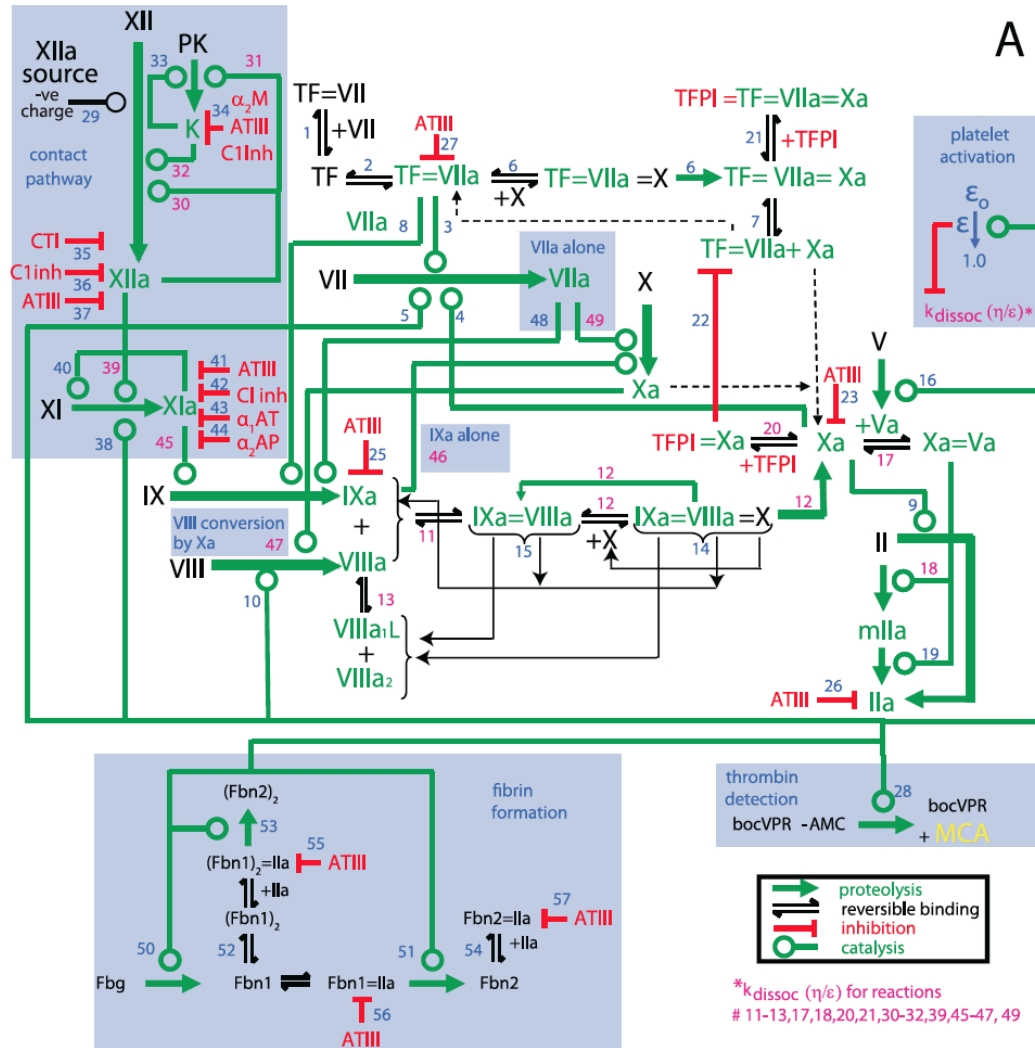 A
XII
XIIa
source
-ve
charge
29
contact
pathway
PK
33
31
K
34
α₂M
ATIII
C1Inh
32
30
CTI
35
C1inh
36
ATIII
37
XIIa
40
39
XI
XIa
38
45
41
ATIII
42
CI inh
43
α₁AT
44
α₂AP
TF=VII
1
+VII
TF
2
ATIII
27
TF=VIIa
6
+X
TF=VIIa =X
6
TF= VIIa= Xa
TFPI =TF=VIIa=Xa
21
+TFPI
7
TF=VIIa+ Xa
VIIa
8
3
VII
VIIa alone
VIIa
5
4
48
49
X
Xa
22
platelet
activation
ε₀
ε
1.0
kdissoc (η/ε)*
V
16
ATIII
23
+Va
Xa
17
Xa=Va
TFPI =Xa
20
+TFPI
12
9
II
18
mIIa
19
IIa
ATIII
26
ATIII
25
IXa alone
46
IX
IXa
+
VIII conversion
by Xa
47
VIII
VIIIa
10
13
VIIIa₁L
+
VIIIa₂
11
IXa=VIIIa
15
12
12
+X
IXa=VIIIa =X
14
fibrin
formation
(Fbn2)₂
53
(Fbn1)₂=IIa
55
ATIII
+IIa
(Fbn1)₂
52
50
Fbg
Fbn1
Fbn1=IIa
56
ATIII
51
Fbn2
54
+IIa
Fbn2=IIa
57
ATIII
thrombin
detection
28
bocVPR -AMC
bocVPR
+ MCA
proteolysis
reversible binding
inhibition
catalysis
*kdissoc (η/ε) for reactions
# 11-13,17,18,20,21,30-32,39,45-47, 49